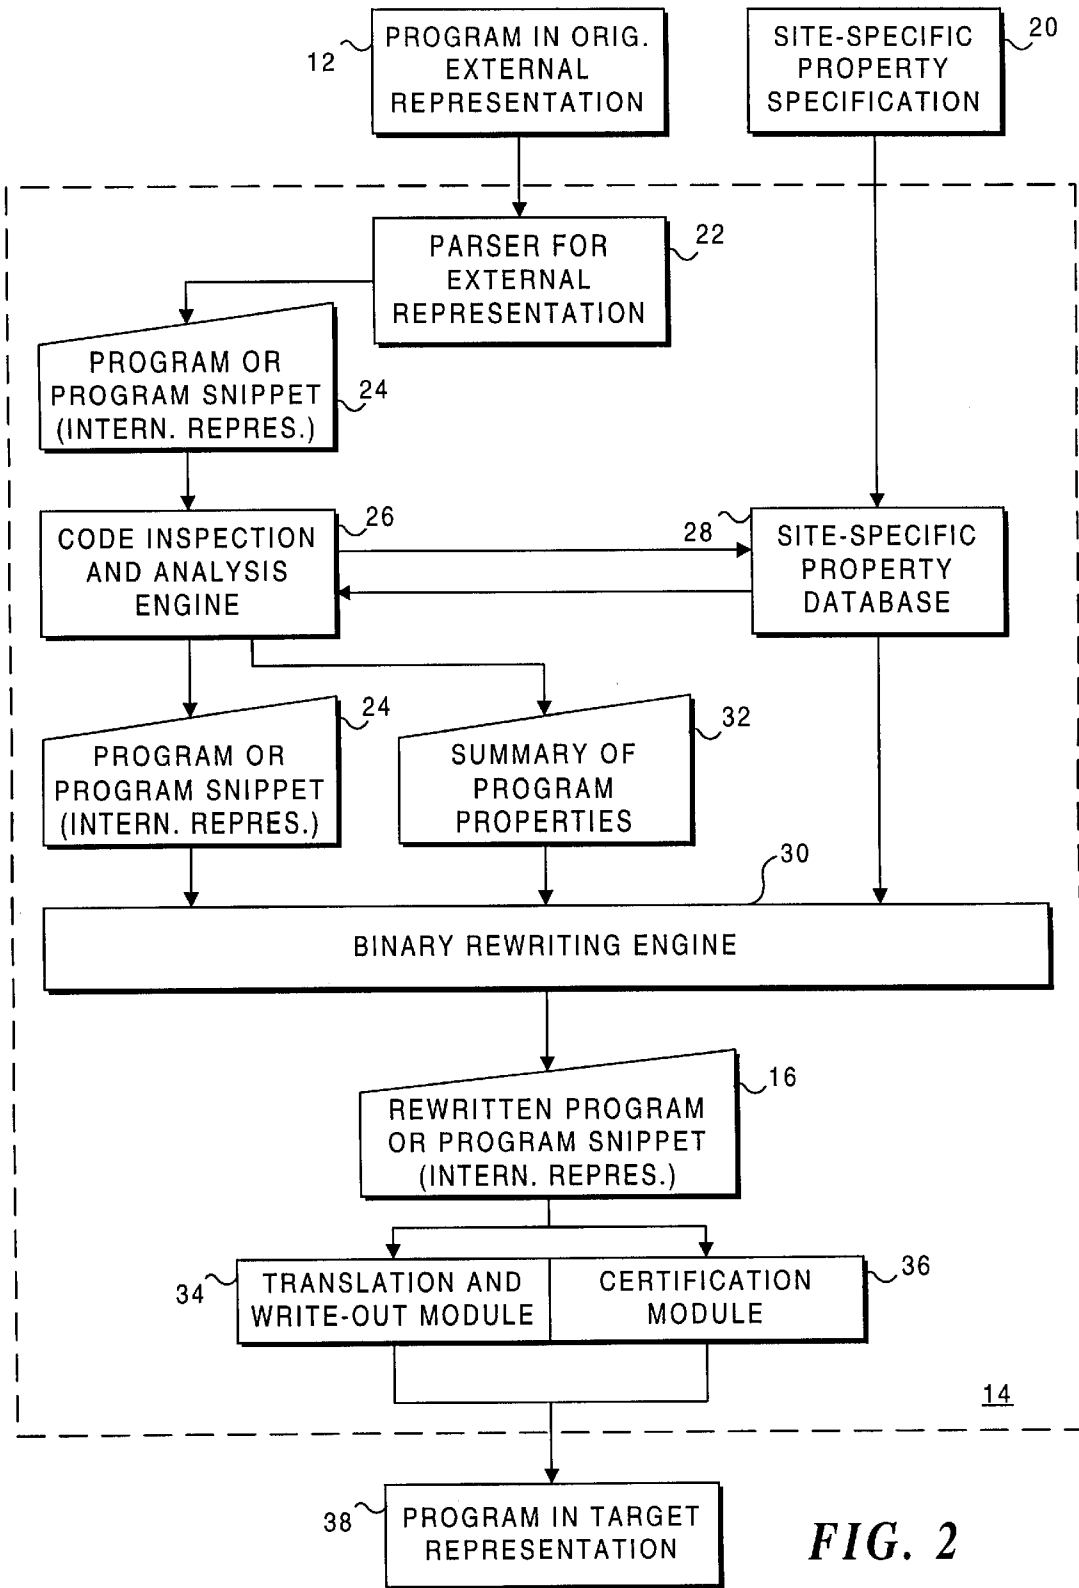 12
PROGRAM IN ORIG.
EXTERNAL
REPRESENTATION
SITE-SPECIFIC
PROPERTY
SPECIFICATION
20
PARSER FOR
EXTERNAL
REPRESENTATION
22
PROGRAM OR
PROGRAM SNIPPET
(INTERN. REPRES.)
24
CODE INSPECTION
AND ANALYSIS
ENGINE
26
28
SITE-SPECIFIC
PROPERTY
DATABASE
PROGRAM OR
PROGRAM SNIPPET
(INTERN. REPRES.)
24
SUMMARY OF
PROGRAM
PROPERTIES
32
30
BINARY REWRITING ENGINE
REWRITTEN PROGRAM
OR PROGRAM SNIPPET
(INTERN. REPRES.)
16
34
TRANSLATION AND
WRITE-OUT MODULE
CERTIFICATION
MODULE
36
14
38
PROGRAM IN TARGET
REPRESENTATION
FIG. 2